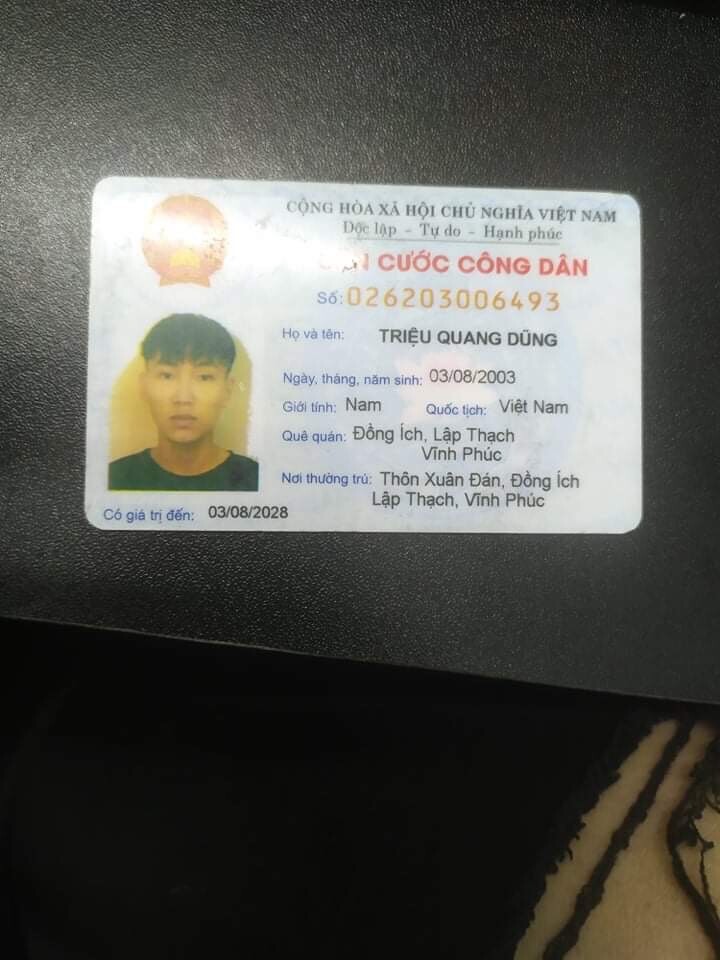 CỘNG HÒA XÃ HỘI CHỦ NGHĨA VIỆT NAM
Độc lập - Tự do - Hạnh phúc
CĂN CƯỚC CÔNG DÂN
Số: 026203006493
Họ và tên: TRIỆU QUANG DŨNG
Ngày, tháng, năm sinh: 03/08/2003
Giới tính: Nam Quốc tịch: Việt Nam
Quê quán: Đồng Ích, Lập Thạch
Vĩnh Phúc
Nơi thường trú: Thôn Xuân Đán, Đồng Ích
Lập Thạch, Vĩnh Phúc
Có giá trị đến: 03/08/2028